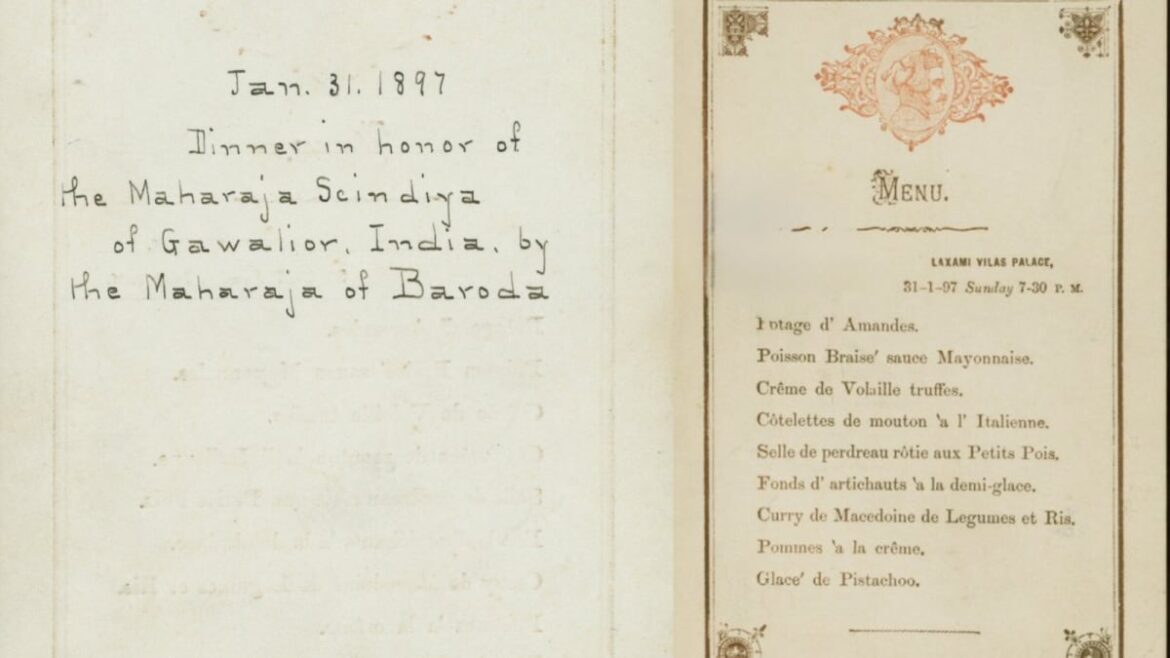 Jan. 31. 1897
Dinner in honor of
the Maharaja Scindiya
of Gawalior, India, by
the Maharaja of Baroda
MENU.
LAXAMI VILAS PALACE,
31-1-97 Sunday 7-30 P. M.
Potage d' Amandes.
Poisson Braise' sauce Mayonnaise.
Crême de Volaille truffes.
Côtelettes de mouton 'a l' Italienne.
Selle de perdreau rôtie aux Petits Pois.
Fonds d' artichauts 'a la demi-glace.
Curry de Macedoine de Legumes et Ris.
Pommes 'a la crême.
Glace' de Pistachoo.